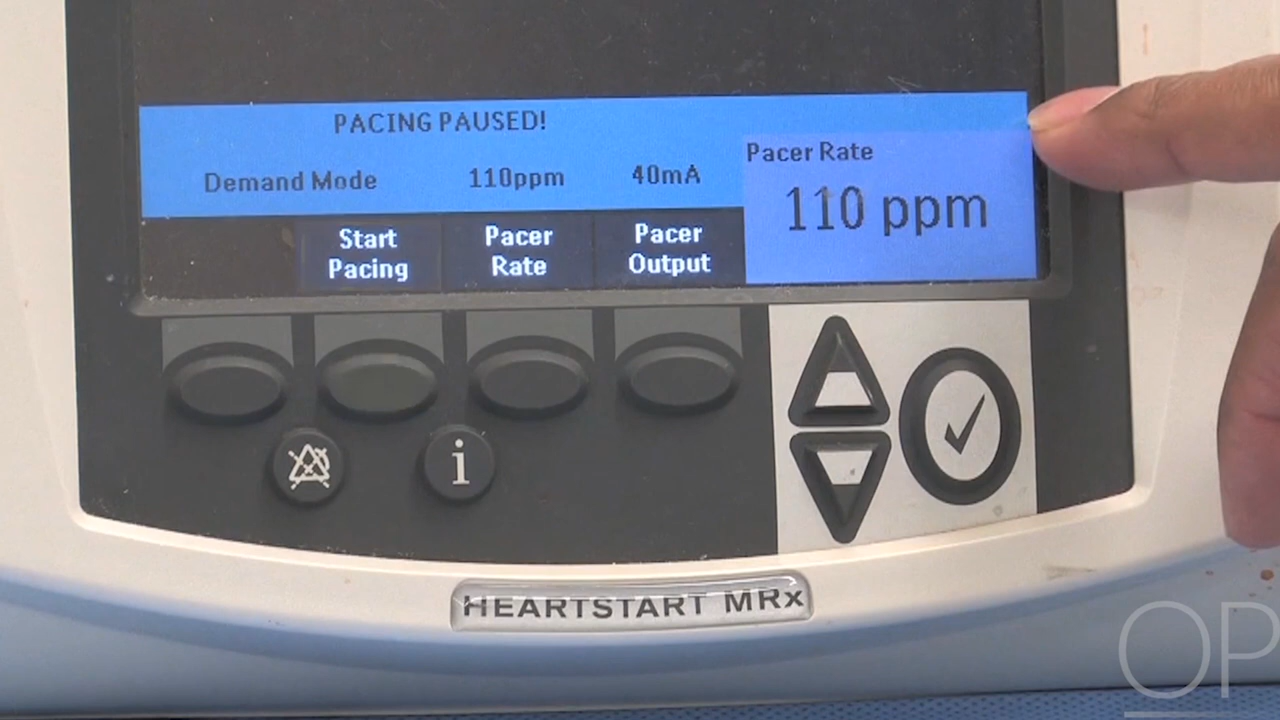 PACING PAUSED!
Demand Mode 110ppm 40mA
Pacer Rate
110 ppm
Start
Pacing
Pacer
Rate
Pacer
Output
i
HEARTSTART MRx
OP